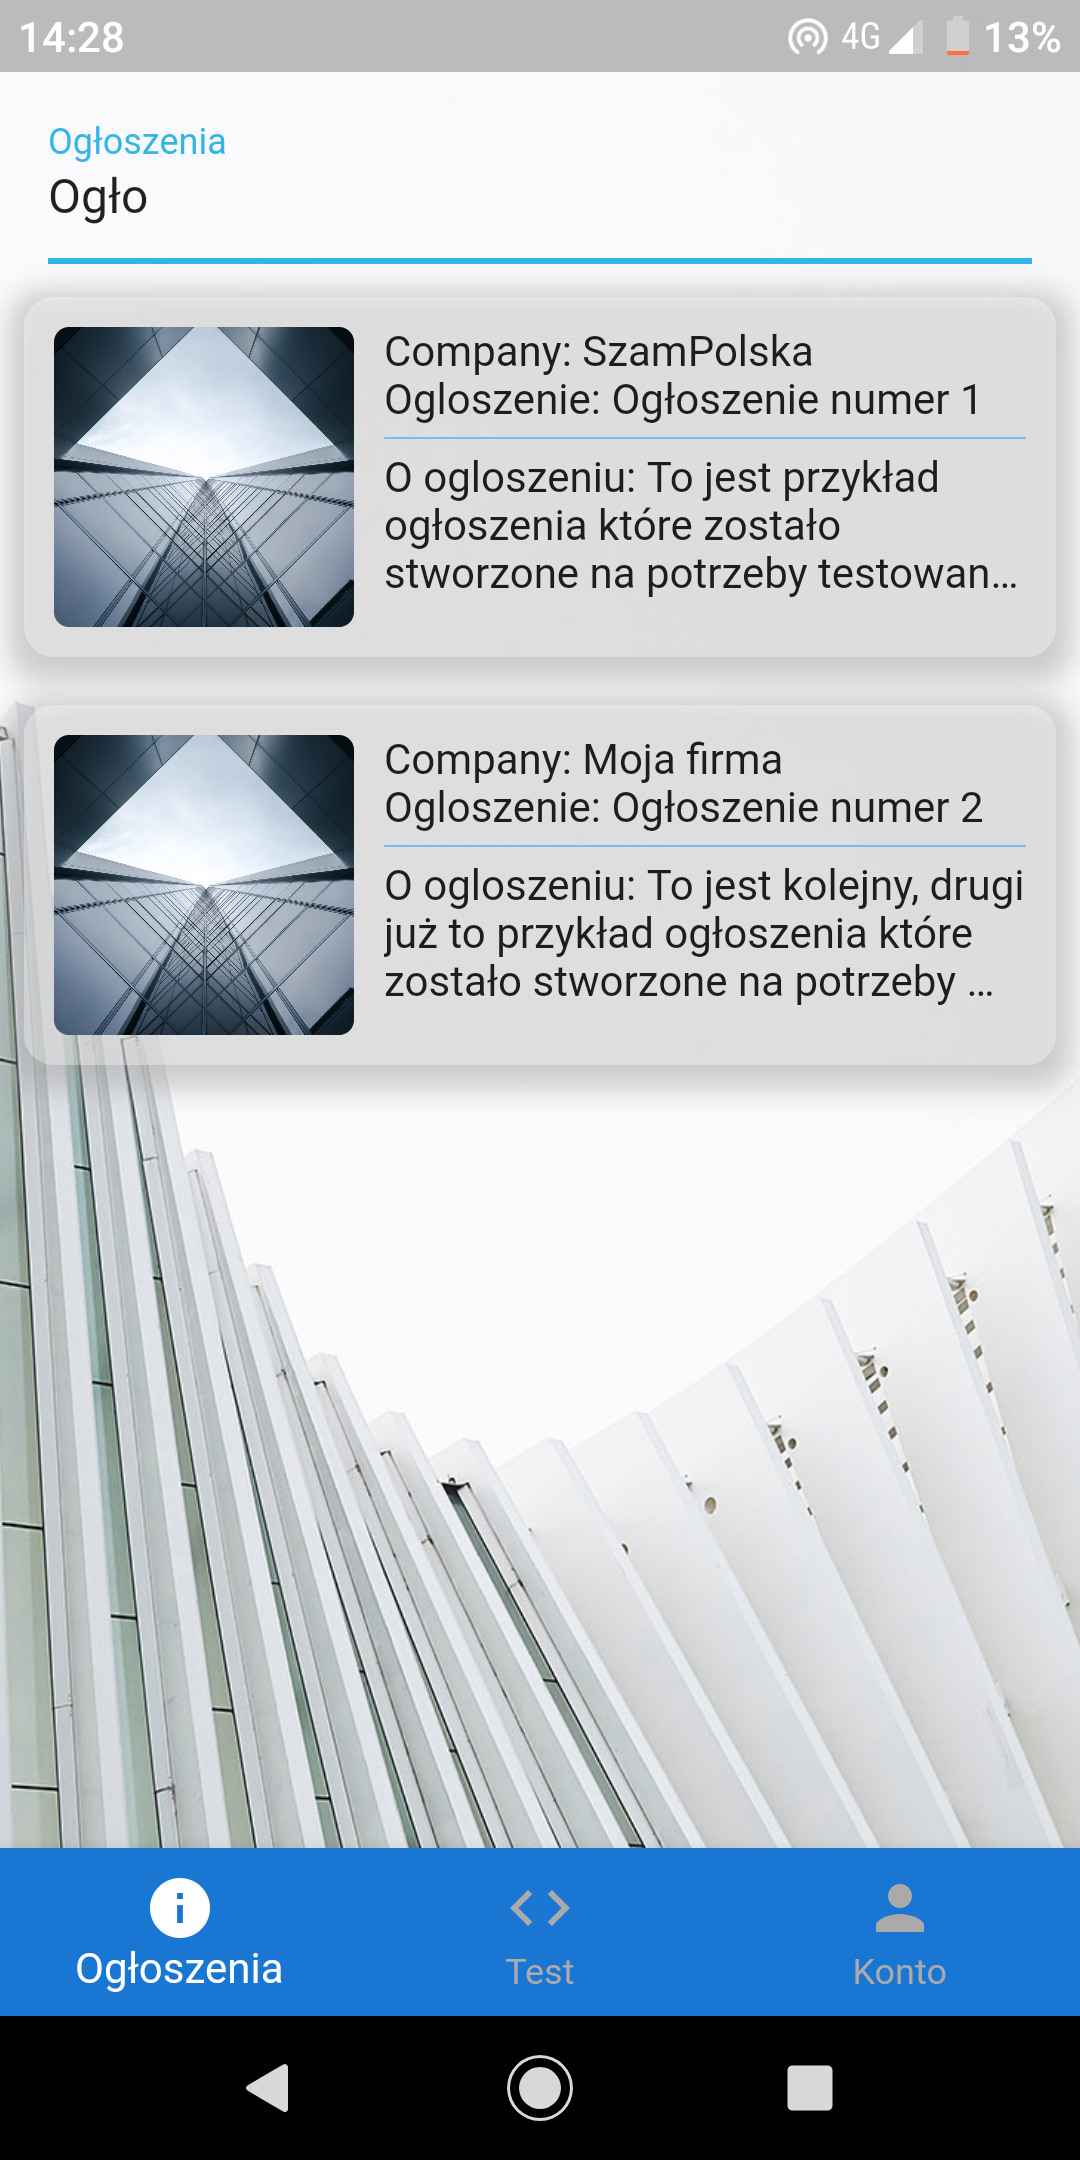 14:28
4G
13%
Ogłoszenia
Ogło
Company: SzamPolska
Ogloszenie: Ogłoszenie numer 1
O ogloszeniu: To jest przykład
ogłoszenia które zostało
stworzone na potrzeby testowan…
Company: Moja firma
Ogloszenie: Ogłoszenie numer 2
O ogloszeniu: To jest kolejny, drugi
już to przykład ogłoszenia które
zostało stworzone na potrzeby …
Ogłoszenia
Test
Konto